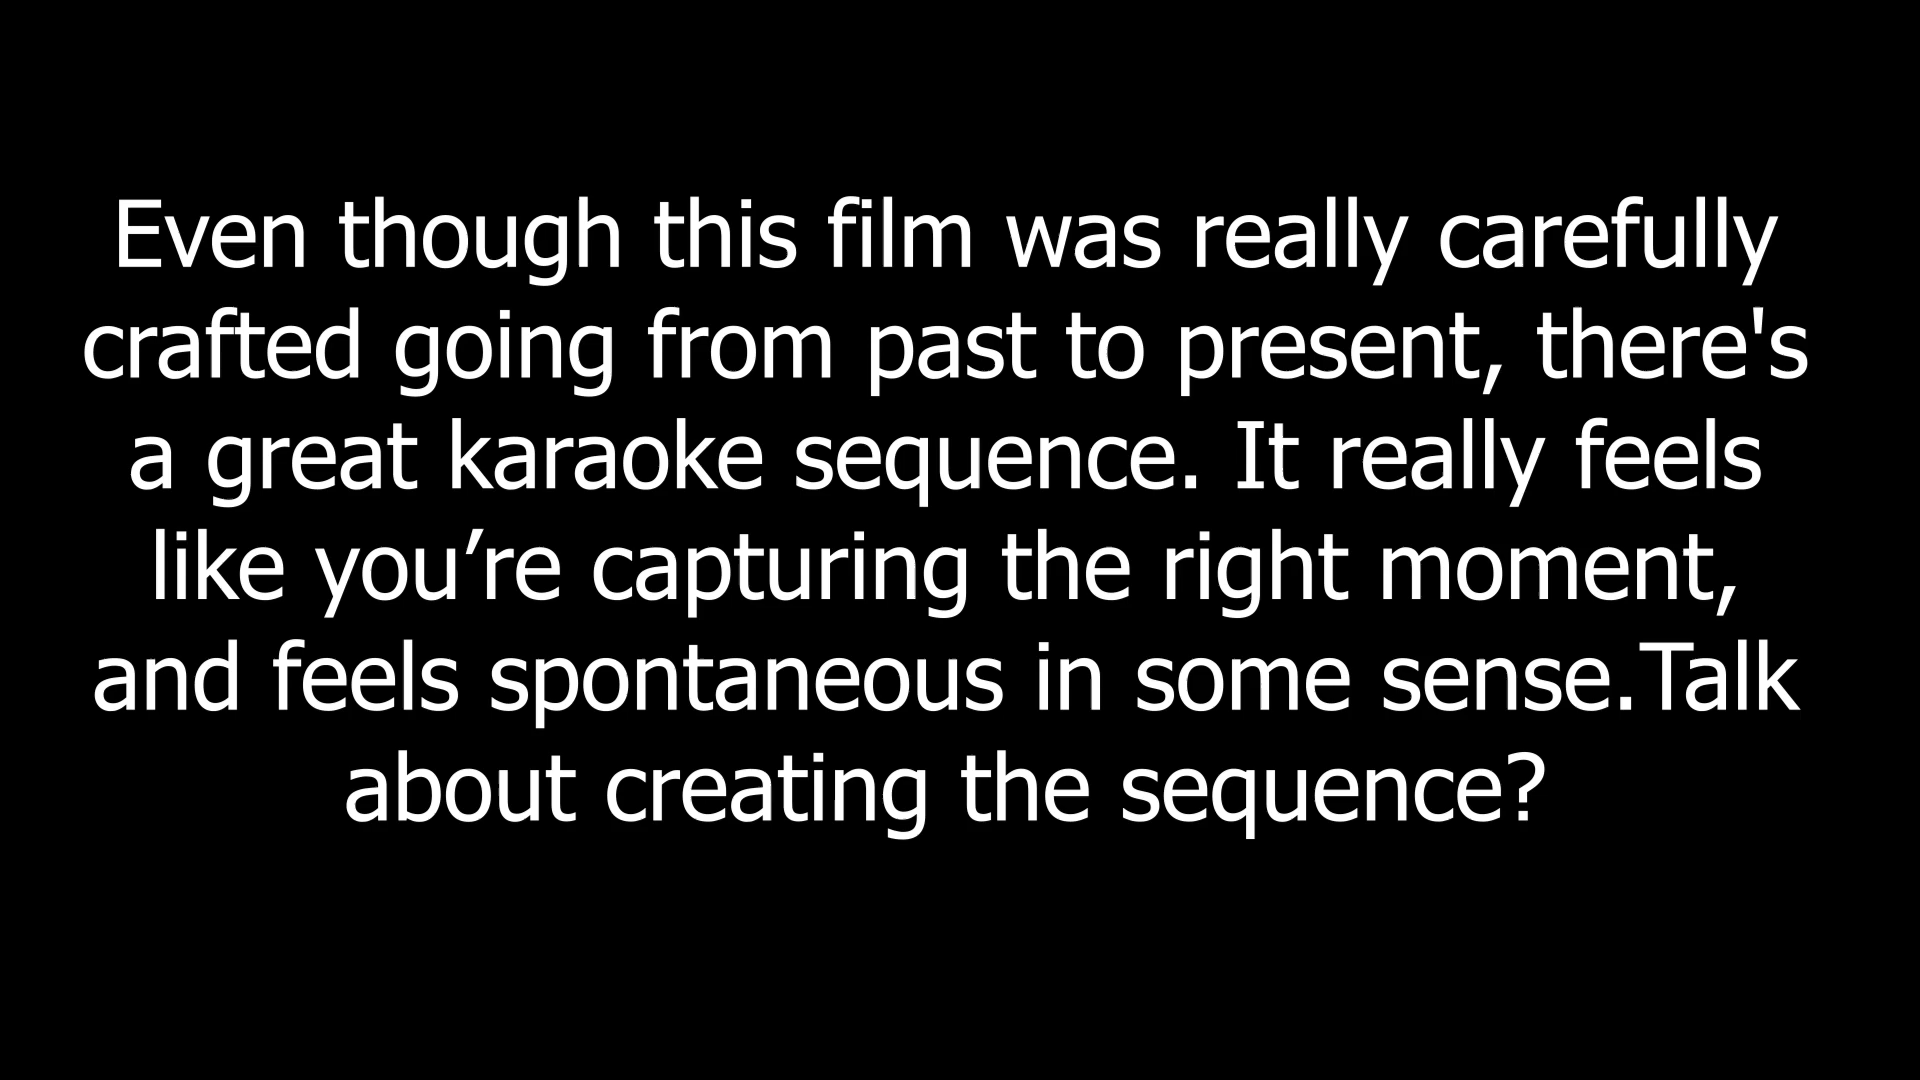 Even though this film was really carefully
crafted going from past to present, there's
a great karaoke sequence. It really feels
like you’re capturing the right moment,
and feels spontaneous in some sense.Talk
about creating the sequence?